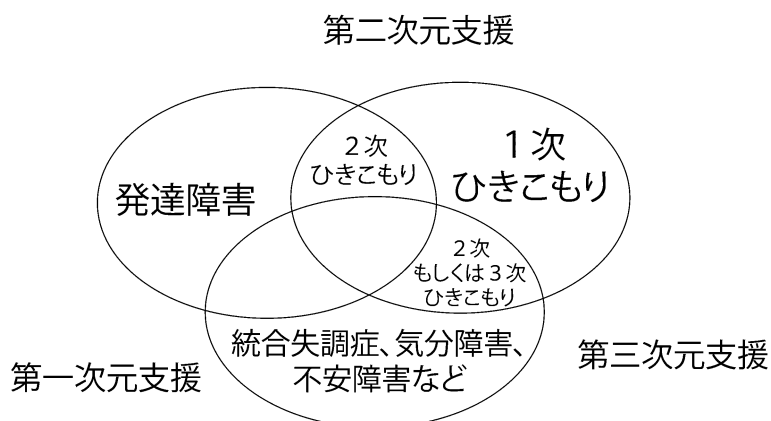 第二次元支援
2次
ひきこもり
1次
ひきこもり
発達障害
2次
もしくは3次
ひきこもり
統合失調症、気分障害、
不安障害など
第一次元支援
第三次元支援